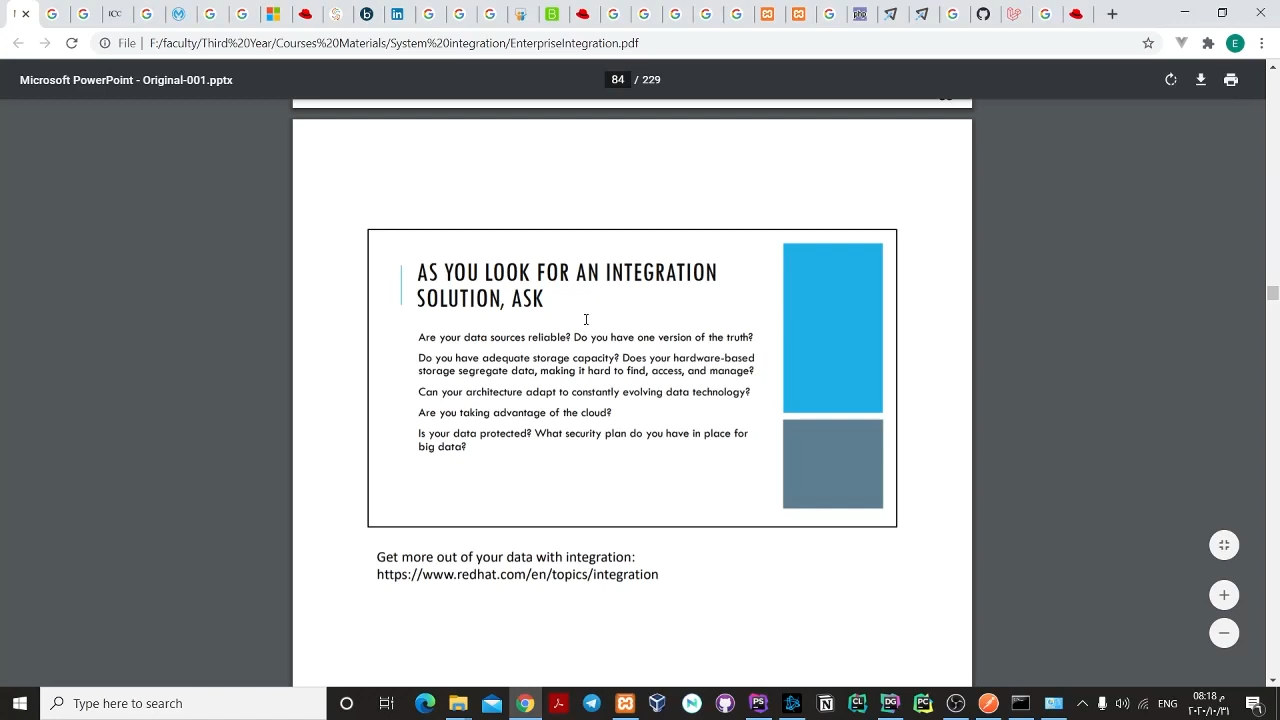 ICC
File | F:/faculty/Third%20Year/Courses%20Materials/System%20integration/EnterpriseIntegration.pdf
E
Microsoft PowerPoint - Original-001.pptx
84 / 229
AS YOU LOOK FOR AN INTEGRATION
SOLUTION, ASK
Are your data sources reliable? Do you have one version of the truth?
Do you have adequate storage capacity? Does your hardware-based
storage segregate data, making it hard to find, access, and manage?
Can your architecture adapt to constantly evolving data technology?
Are you taking advantage of the cloud?
Is your data protected? What security plan do you have in place for
big data?
Get more out of your data with integration:
https://www.redhat.com/en/topics/integration
Type here to search
ENG
08:18